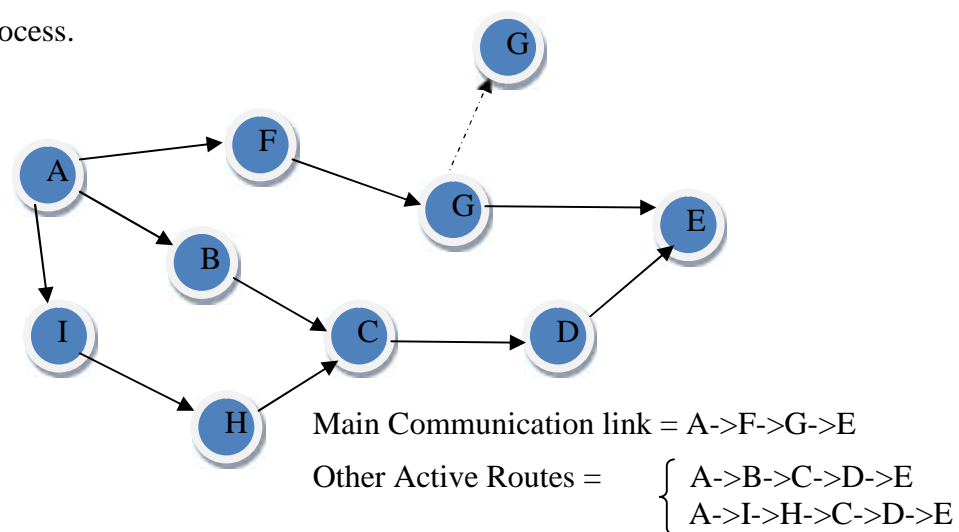 ocess.
G
F
A
G
E
B
I
C
D
H
Main Communication link = A->F->G->E
Other Active Routes =
A->B->C->D->E
A->I->H->C->D->E